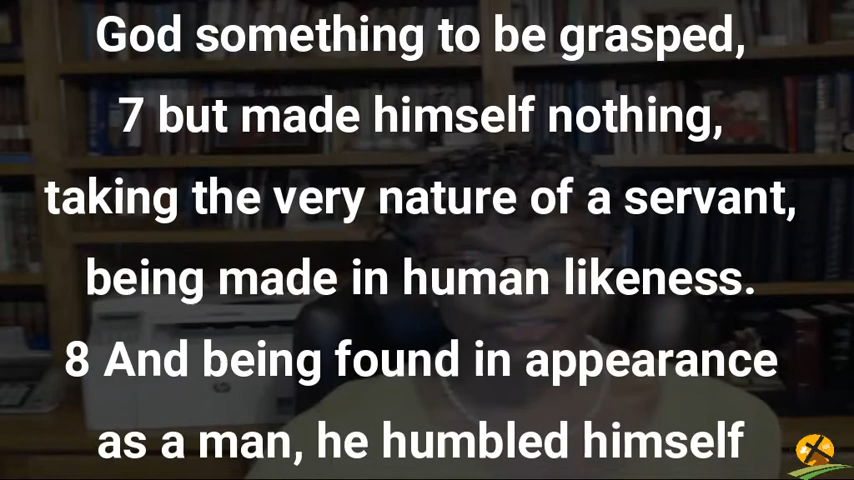 God something to be grasped,
7 but made himself nothing,
taking the very nature of a servant,
being made in human likeness.
8 And being found in appearance
as a man, he humbled himself